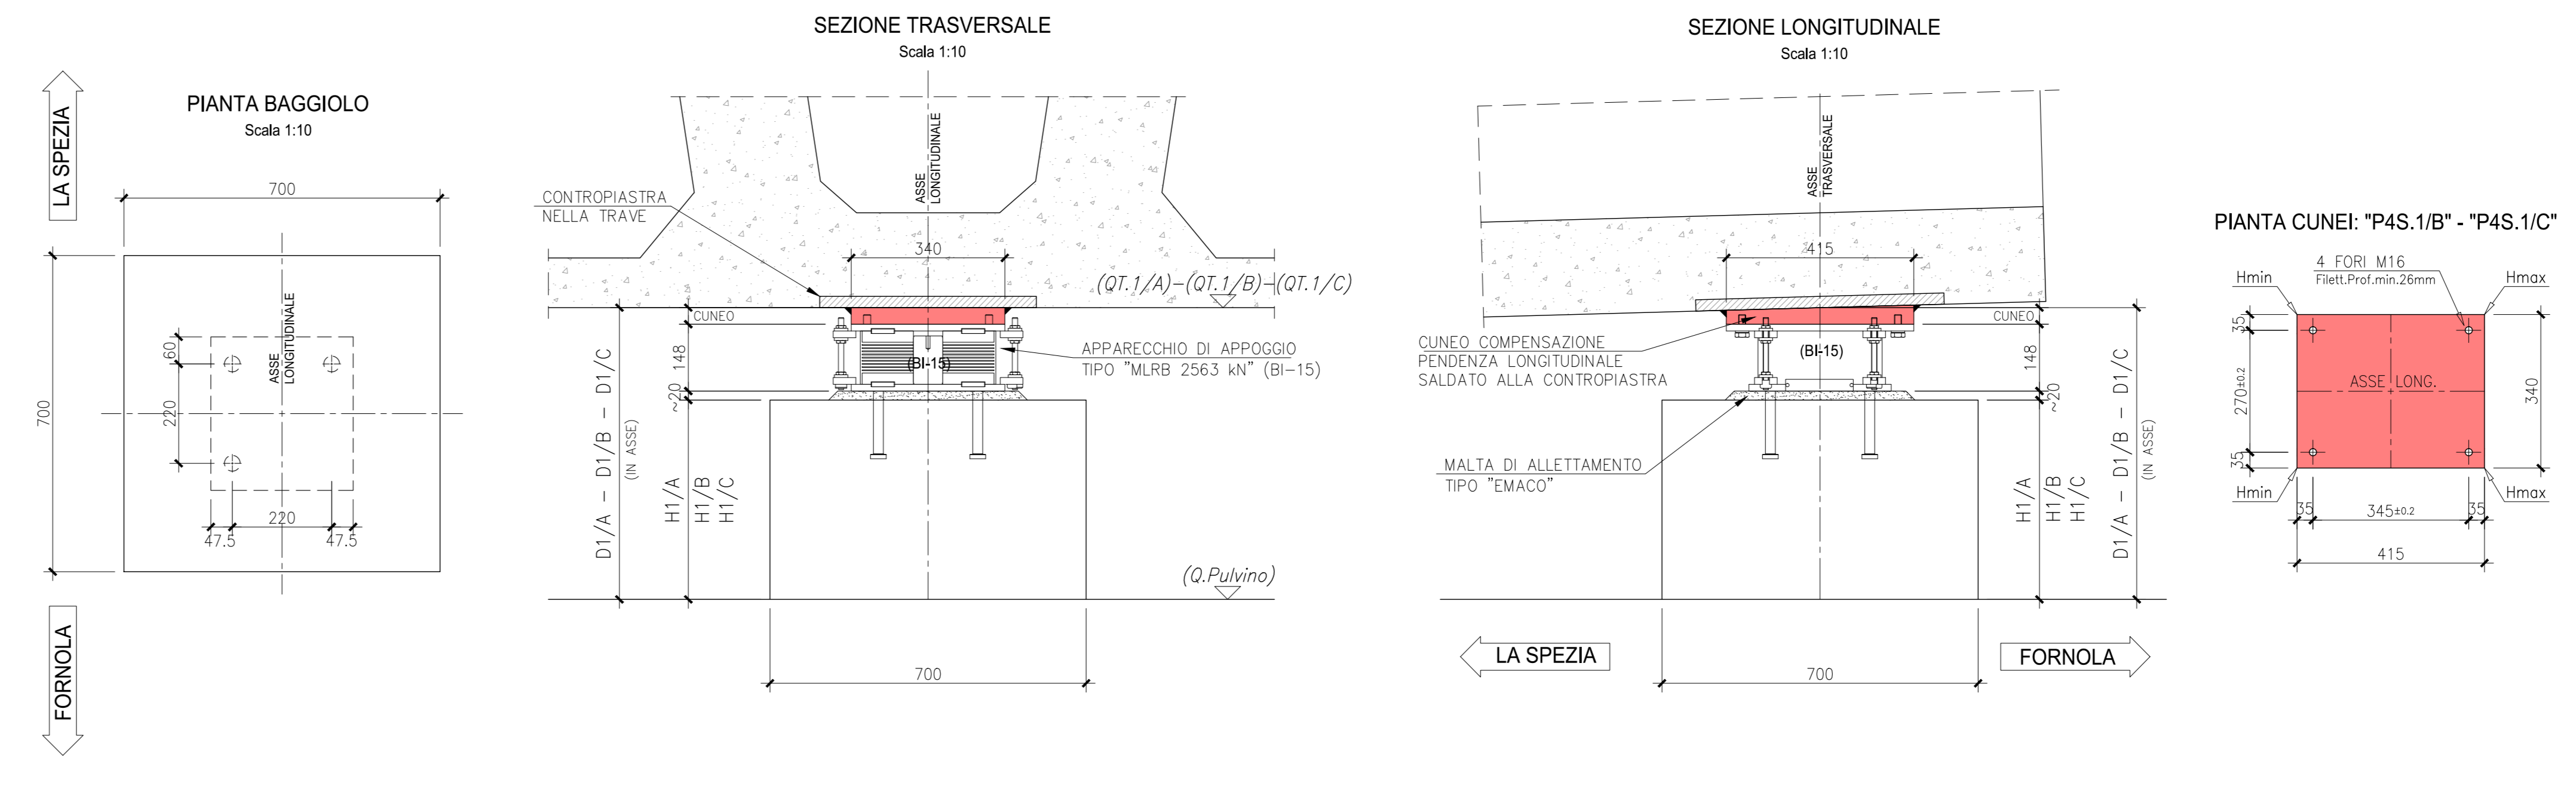 PIANTA BAGGIOLO
Scala 1:10
LA SPEZIA
FORNOLA
700
700
60
220
220
47.5
47.5
ASSE
LONGITUDINALE
SEZIONE TRASVERSALE
Scala 1:10
ASSE
LONGITUDINALE
CONTROPIASTRA
NELLA TRAVE
340
(QT.1/A)-(QT.1/B)-(QT.1/C)
CUNEO
148
~20
(BI-15)
APPARECCHIO DI APPOGGIO
TIPO "MLRB 2563 kN" (BI-15)
D1/A - D1/B - D1/C
(IN ASSE)
H1/A
H1/B
H1/C
(Q.Pulvino)
700
SEZIONE LONGITUDINALE
Scala 1:10
ASSE
TRASVERSALE
415
CUNEO
CUNEO COMPENSAZIONE
PENDENZA LONGITUDINALE
SALDATO ALLA CONTROPIASTRA
(BI-15)
148
~20
MALTA DI ALLETTAMENTO
TIPO "EMACO"
H1/A
H1/B
H1/C
D1/A - D1/B - D1/C
(IN ASSE)
LA SPEZIA
FORNOLA
700
PIANTA CUNEI: "P4S.1/B" - "P4S.1/C"
4 FORI M16
Filett.Prof.min.26mm
Hmin
Hmax
35
270±0.2
35
340
ASSE LONG.
Hmin
Hmax
35
345±0.2
35
415